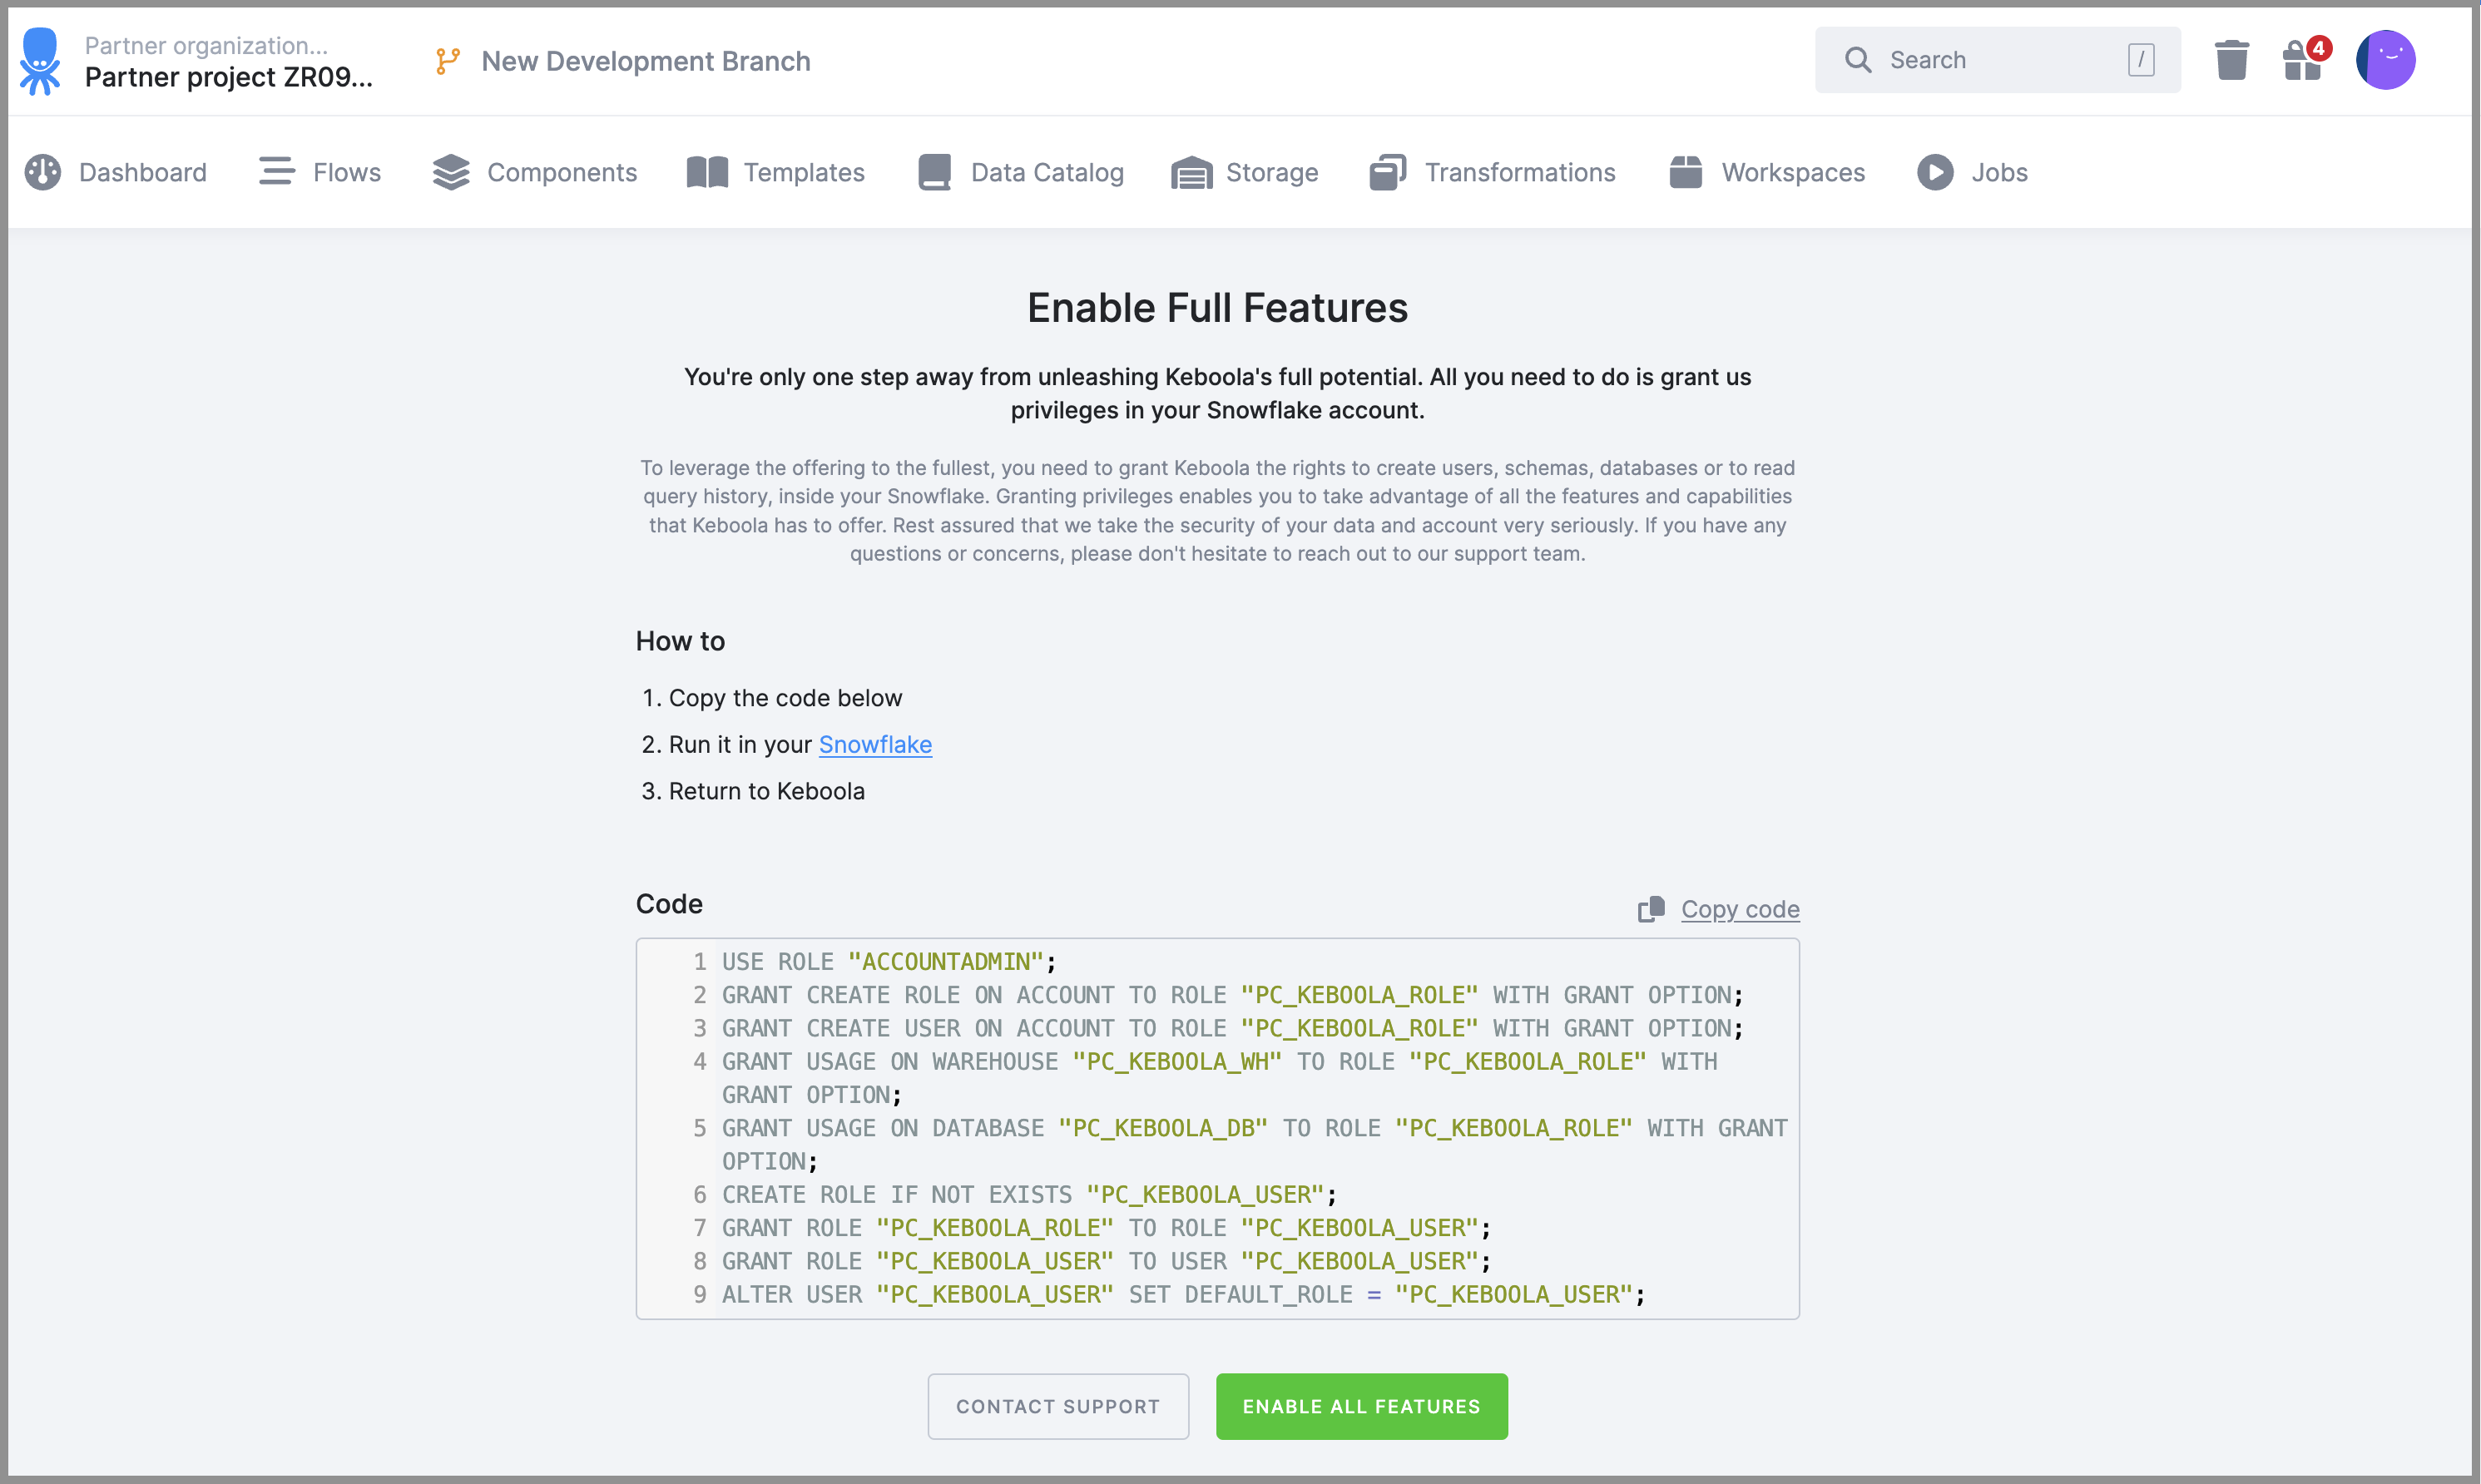 Partner organization...
Partner project ZR09...
New Development Branch
Search
/
4
Dashboard
Flows
Components
Templates
Data Catalog
Storage
Transformations
Workspaces
Jobs
Enable Full Features
You're only one step away from unleashing Keboola's full potential. All you need to do is grant us
privileges in your Snowflake account.
To leverage the offering to the fullest, you need to grant Keboola the rights to create users, schemas, databases or to read
query history, inside your Snowflake. Granting privileges enables you to take advantage of all the features and capabilities
that Keboola has to offer. Rest assured that we take the security of your data and account very seriously. If you have any
questions or concerns, please don't hesitate to reach out to our support team.
How to
1. Copy the code below
2. Run it in your Snowflake
3. Return to Keboola
Code
Copy code
1 USE ROLE "ACCOUNTADMIN";
2 GRANT CREATE ROLE ON ACCOUNT TO ROLE "PC_KEBOOLA_ROLE" WITH GRANT OPTION;
3 GRANT CREATE USER ON ACCOUNT TO ROLE "PC_KEBOOLA_ROLE" WITH GRANT OPTION;
4 GRANT USAGE ON WAREHOUSE "PC_KEBOOLA_WH" TO ROLE "PC_KEBOOLA_ROLE" WITH
GRANT OPTION;
5 GRANT USAGE ON DATABASE "PC_KEBOOLA_DB" TO ROLE "PC_KEBOOLA_ROLE" WITH GRANT
OPTION;
6 CREATE ROLE IF NOT EXISTS "PC_KEBOOLA_USER";
7 GRANT ROLE "PC_KEBOOLA_ROLE" TO ROLE "PC_KEBOOLA_USER";
8 GRANT ROLE "PC_KEBOOLA_USER" TO USER "PC_KEBOOLA_USER";
9 ALTER USER "PC_KEBOOLA_USER" SET DEFAULT_ROLE = "PC_KEBOOLA_USER";
CONTACT SUPPORT
ENABLE ALL FEATURES